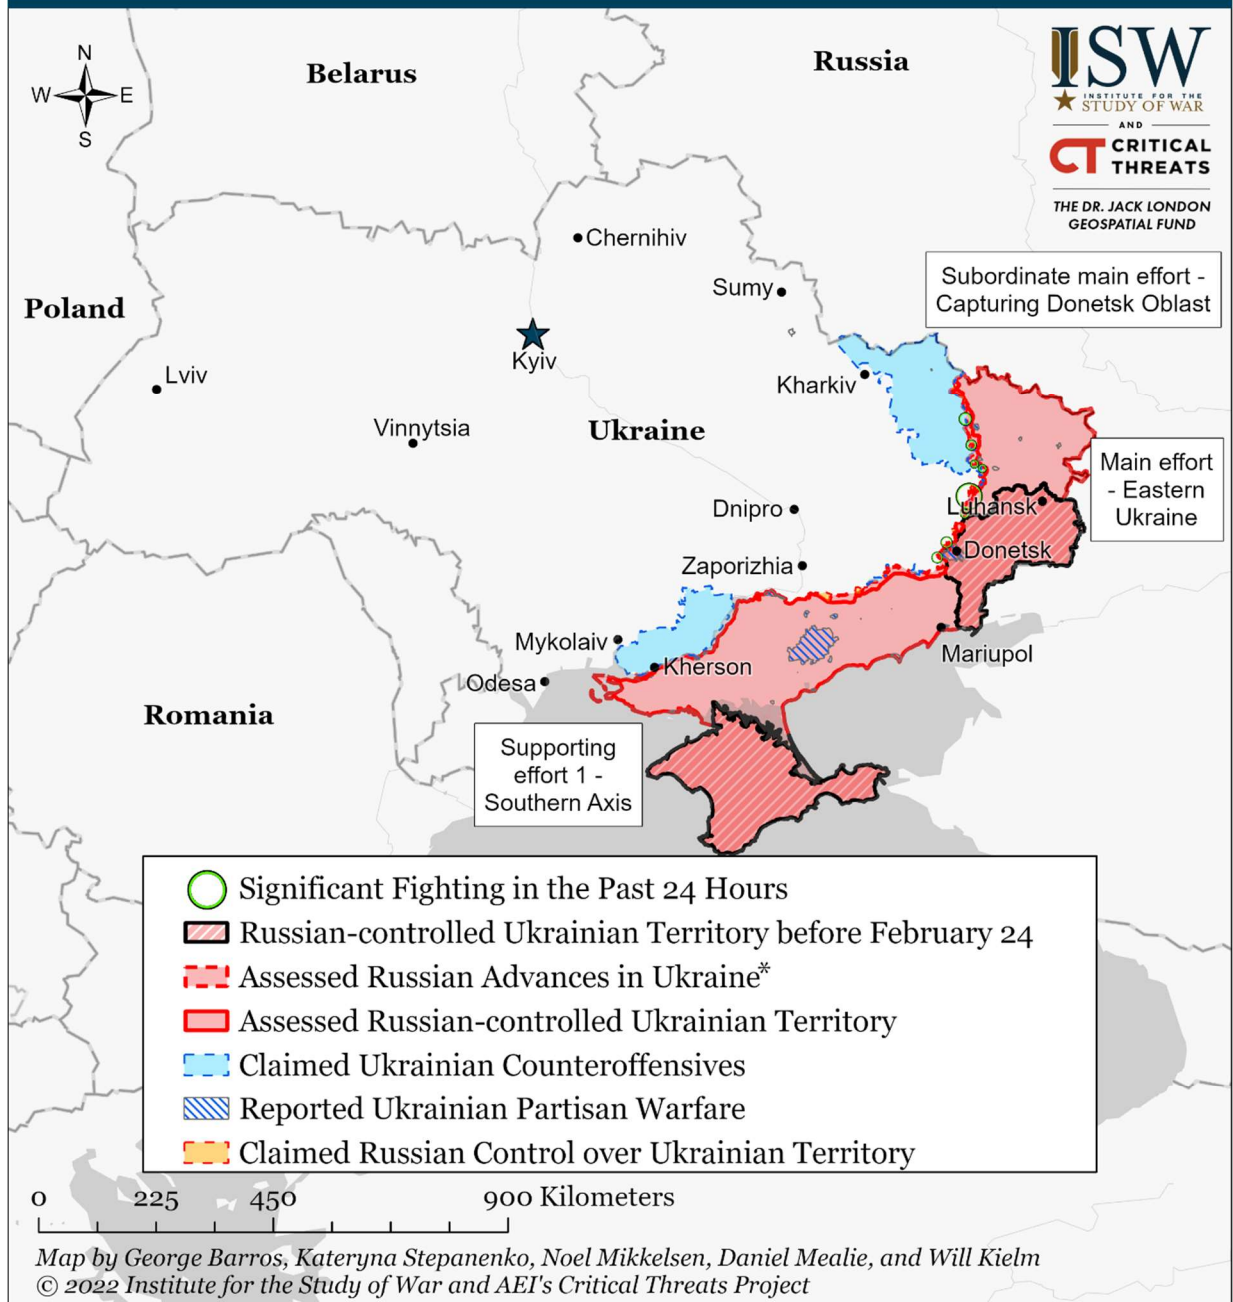 N
W
E
S
Belarus
Russia
ISW
INSTITUTE FOR THE
STUDY OF WAR
AND
CT CRITICAL
THREATS
THE DR. JACK LONDON
GEOSPATIAL FUND
Chernihiv
Sumy
Subordinate main effort -
Capturing Donetsk Oblast
Poland
Kyiv
Lviv
Kharkiv
Vinnytsia
Ukraine
Main effort
- Eastern
Ukraine
Dnipro
Luhansk
Donetsk
Zaporizhia
Mykolaiv
Mariupol
Kherson
Odesa
Romania
Supporting
effort 1 -
Southern Axis
Significant Fighting in the Past 24 Hours
Russian-controlled Ukrainian Territory before February 24
Assessed Russian Advances in Ukraine*
Assessed Russian-controlled Ukrainian Territory
Claimed Ukrainian Counteroffensives
Reported Ukrainian Partisan Warfare
Claimed Russian Control over Ukrainian Territory
0 225 450 900 Kilometers
Map by George Barros, Kateryna Stepanenko, Noel Mikkelsen, Daniel Mealie, and Will Kielm
© 2022 Institute for the Study of War and AEI's Critical Threats Project